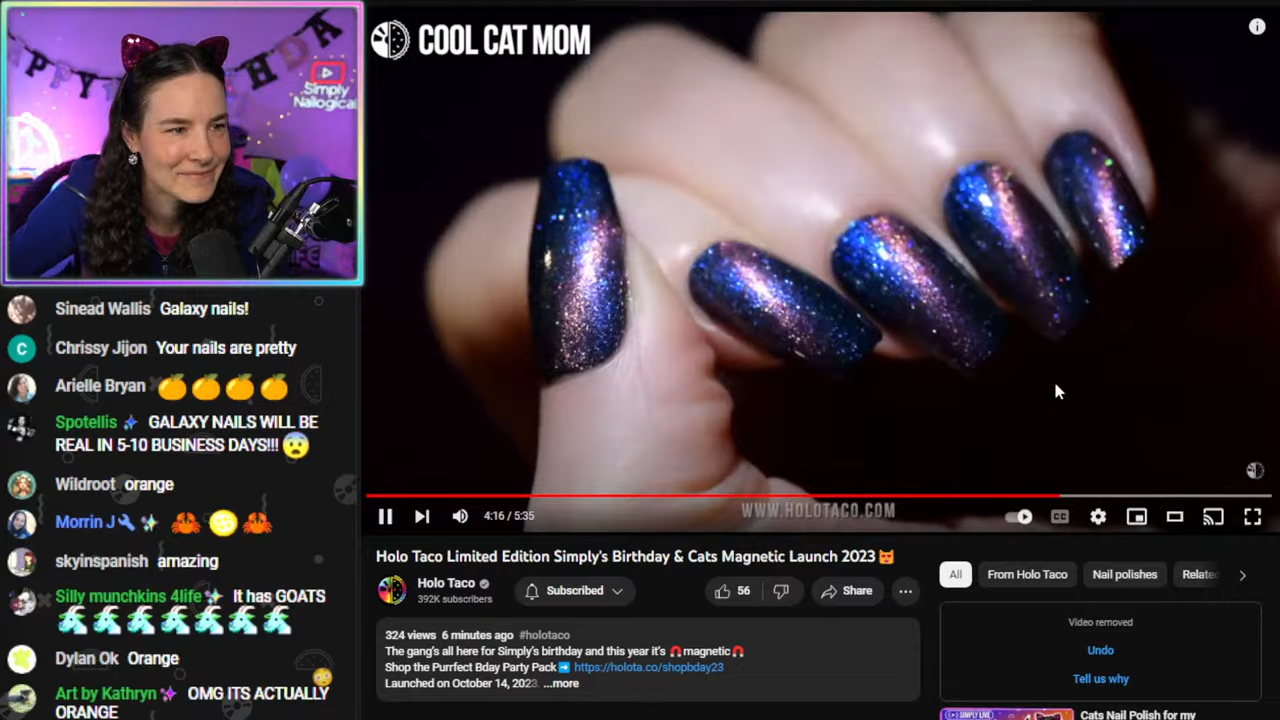 Simply
Nailogical
COOL CAT MOM
Sinead Wallis Galaxy nails!
Chrissy Jijon Your nails are pretty
Arielle Bryan 🍊🍊🍊🍊
Spotellis ✨ GALAXY NAILS WILL BE
REAL IN 5-10 BUSINESS DAYS!!! 😨
Wildroot orange
Morrin J🔧✨ 🦀🌝🦀
skyinspanish amazing
Silly munchkins 4life✨ It has GOATS
Dylan Ok Orange
Art by Kathryn✨ OMG ITS ACTUALLY
ORANGE
WWW.HOLOTACO.COM
4:16 / 5:35
CC
Holo Taco Limited Edition Simply's Birthday & Cats Magnetic Launch 2023😻
Holo Taco
392K subscribers
Subscribed
56
Share
324 views 6 minutes ago #holotaco
The gang's all here for Simply's birthday and this year it's 🧲magnetic🧲
Shop the Purrfect Bday Party Pack➡️ https://holota.co/shopbday23
Launched on October 14, 2023. ...more
All From Holo Taco Nail polishes Relate
Video removed
Undo
Tell us why
SIMPLY LIVE
Cats Nail Polish for my